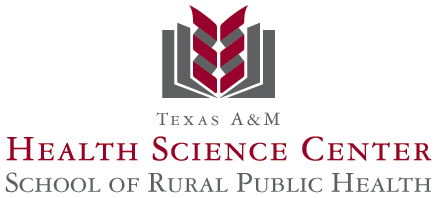 Texas A&M
Health Science Center
School of Rural Public Health